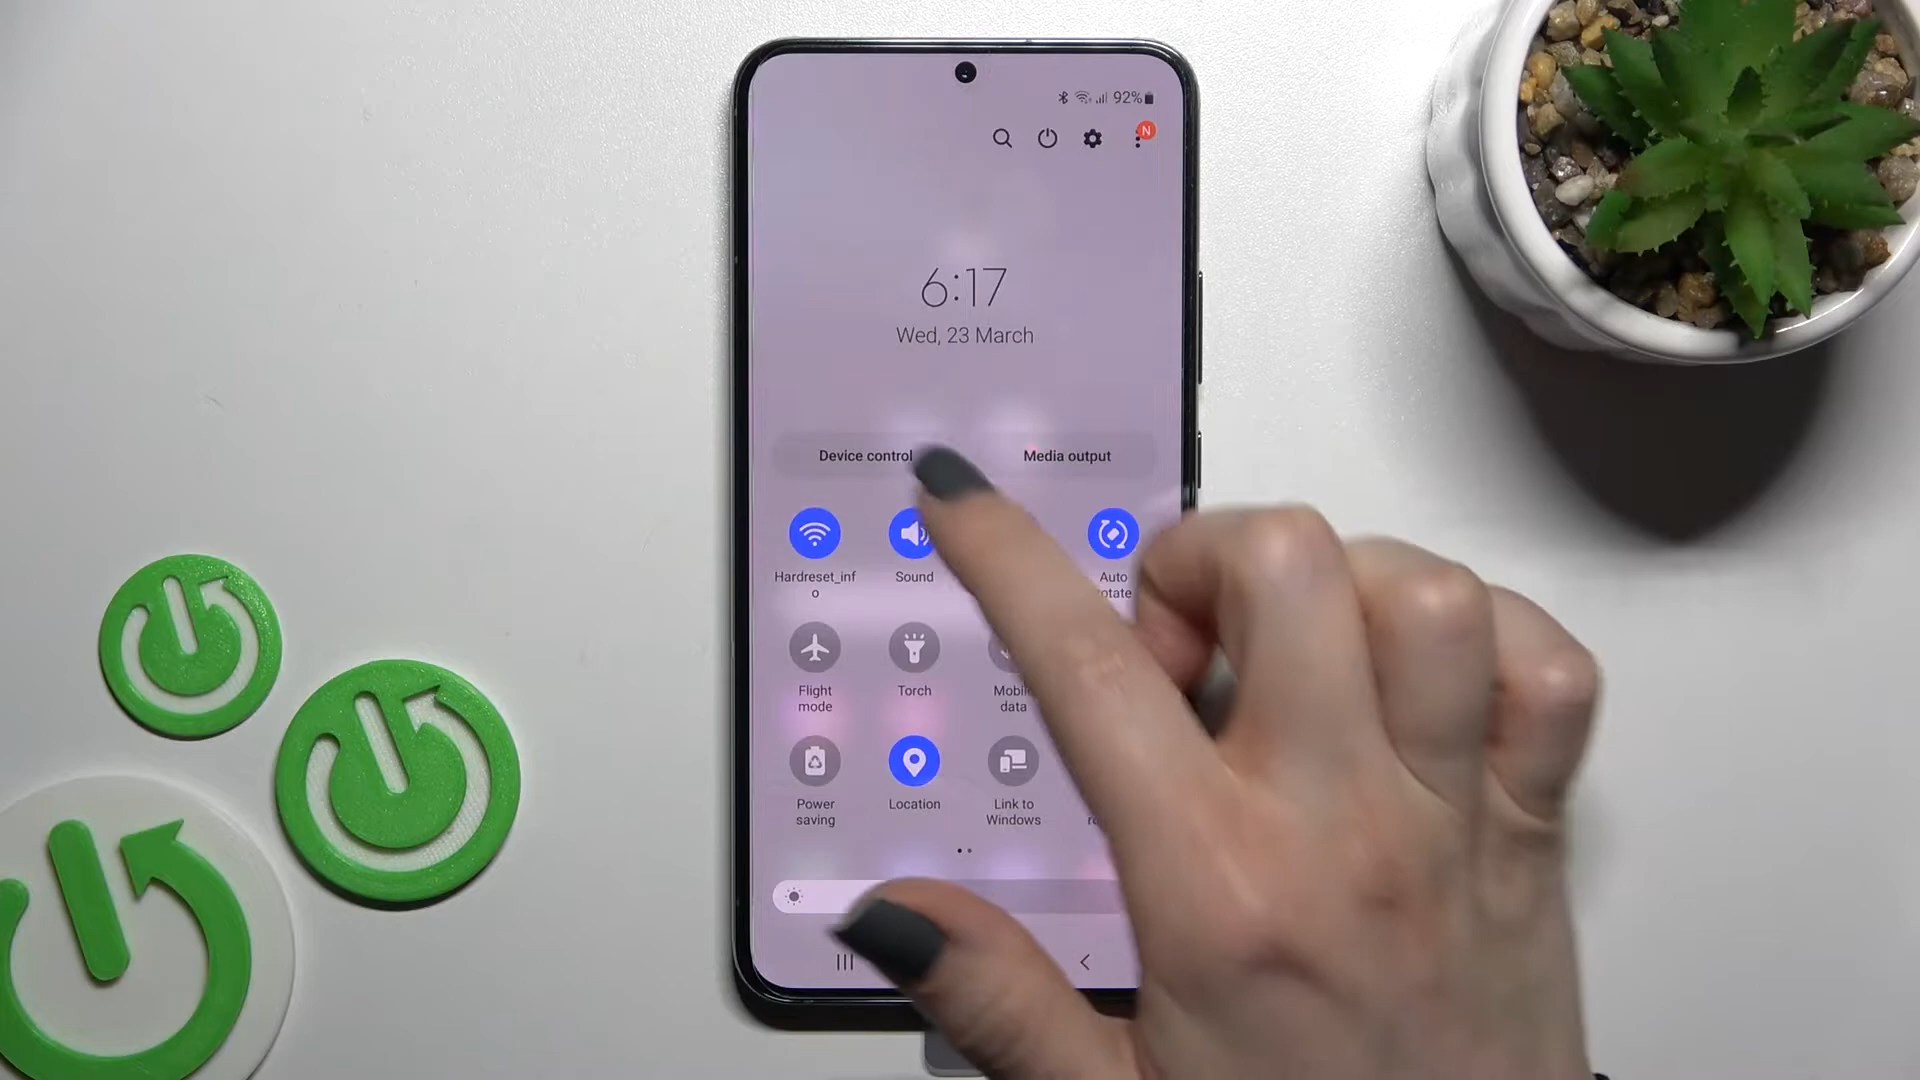 92%
N
6:17
Wed, 23 March
Device control
Media output
Hardreset_inf
o
Sound
Auto
Flight
mode
Torch
data
Power
saving
Location
Link to
Windows